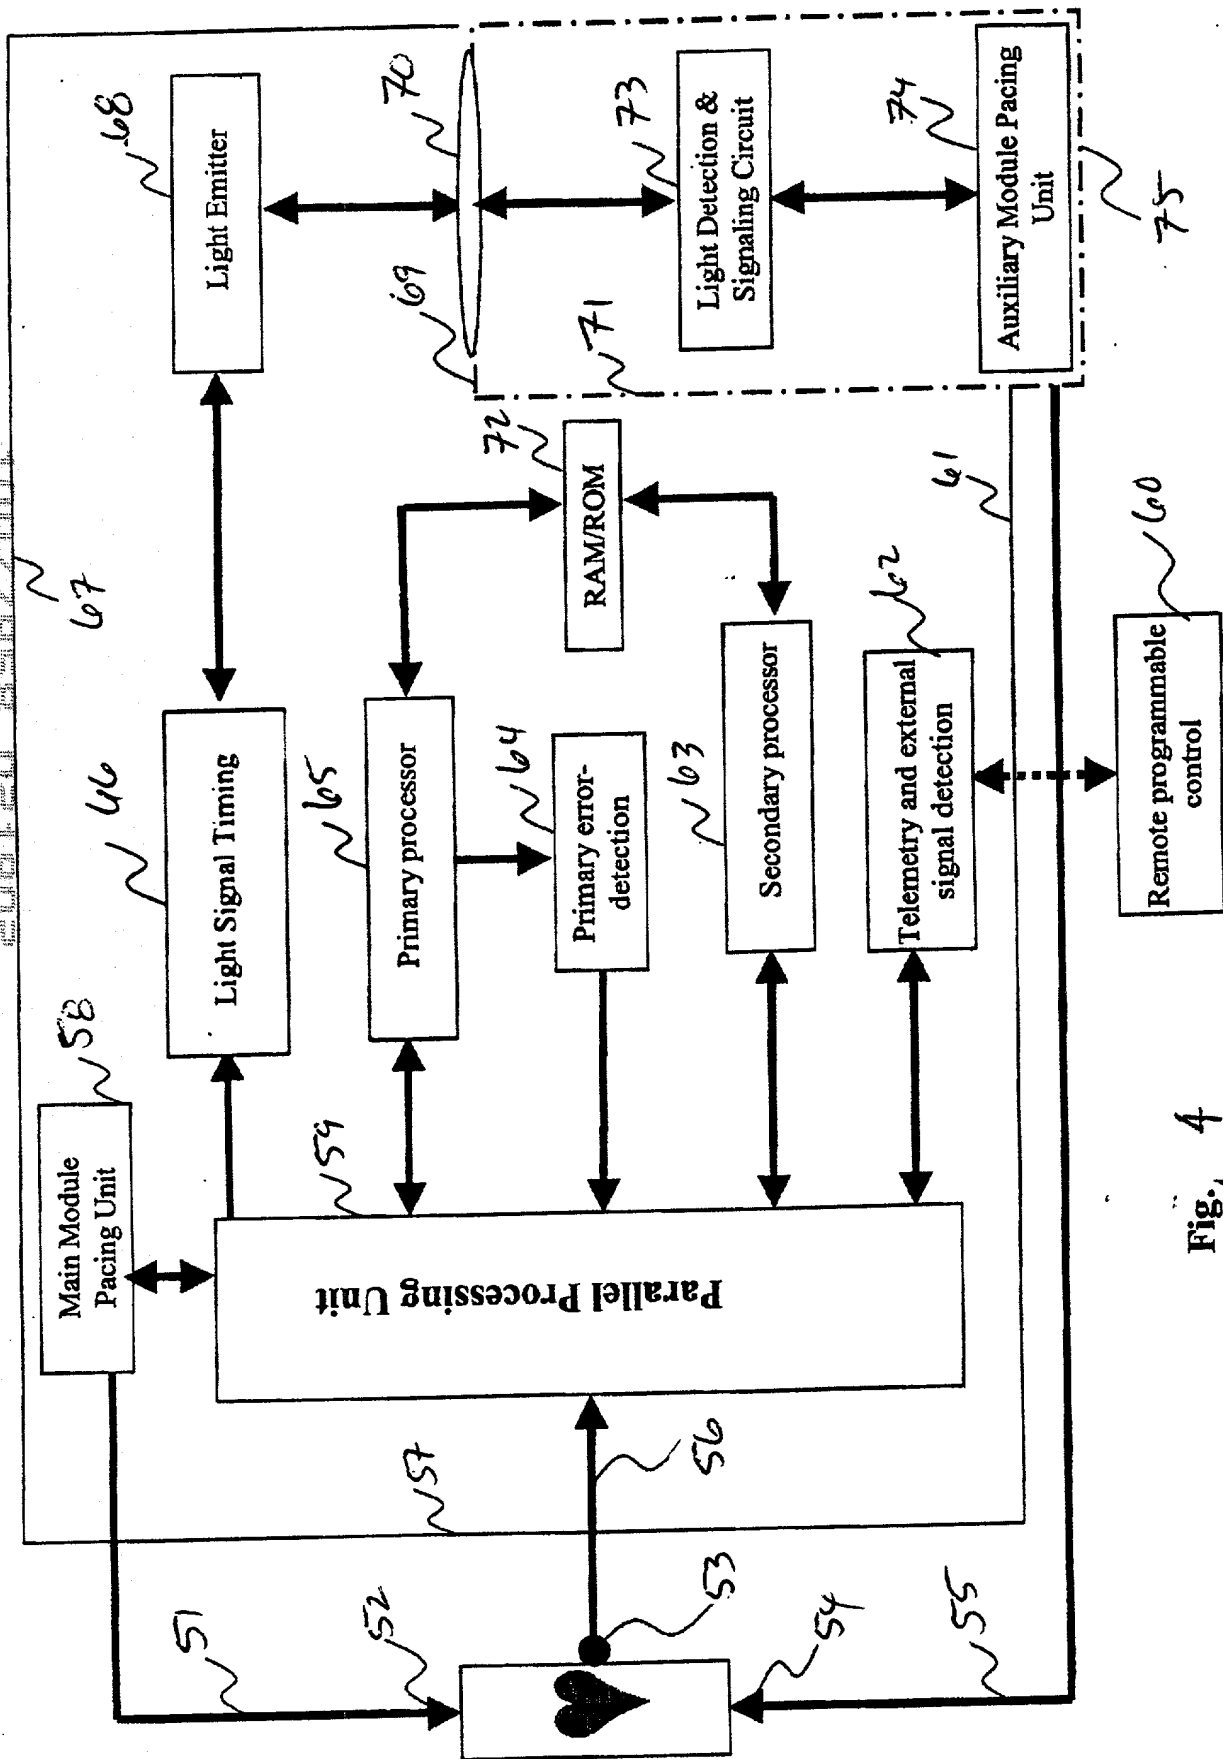 67
68
Light Emitter
70
69
71
73
Light Detection &
Signaling Circuit
74
Auxiliary Module Pacing
Unit
75
46
Light Signal Timing
72
RAM/ROM
65
Primary processor
64
Primary error-
detection
63
Secondary processor
62
Telemetry and external
signal detection
61
60
Remote programmable
control
58
Main Module
Pacing Unit
59
Parallel Processing Unit
57
56
51
52
53
54
55
Fig. 4